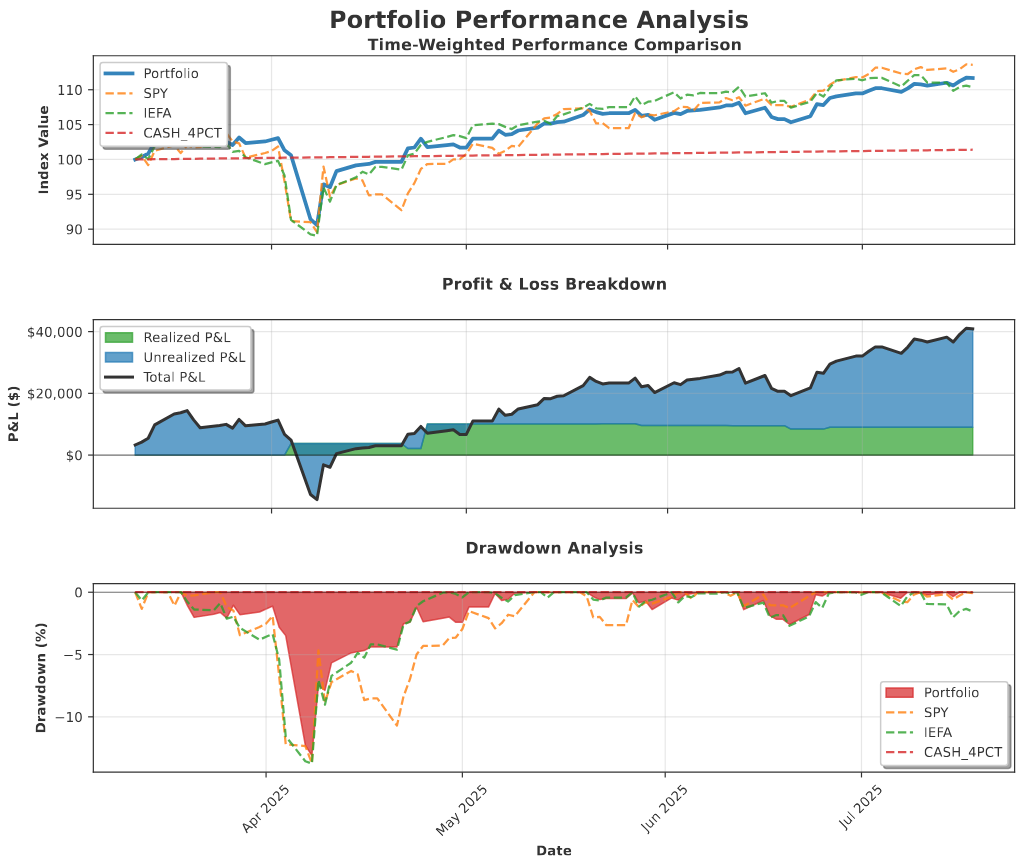 Portfolio Performance Analysis
Time-Weighted Performance Comparison
Index Value
110
105
100
95
90
Portfolio
SPY
IEFA
CASH_4PCT
Profit & Loss Breakdown
P&L ($)
$40,000
$20,000
$0
Realized P&L
Unrealized P&L
Total P&L
Drawdown Analysis
Drawdown (%)
0
−5
−10
Portfolio
SPY
IEFA
CASH_4PCT
Apr 2025
May 2025
Jun 2025
Jul 2025
Date